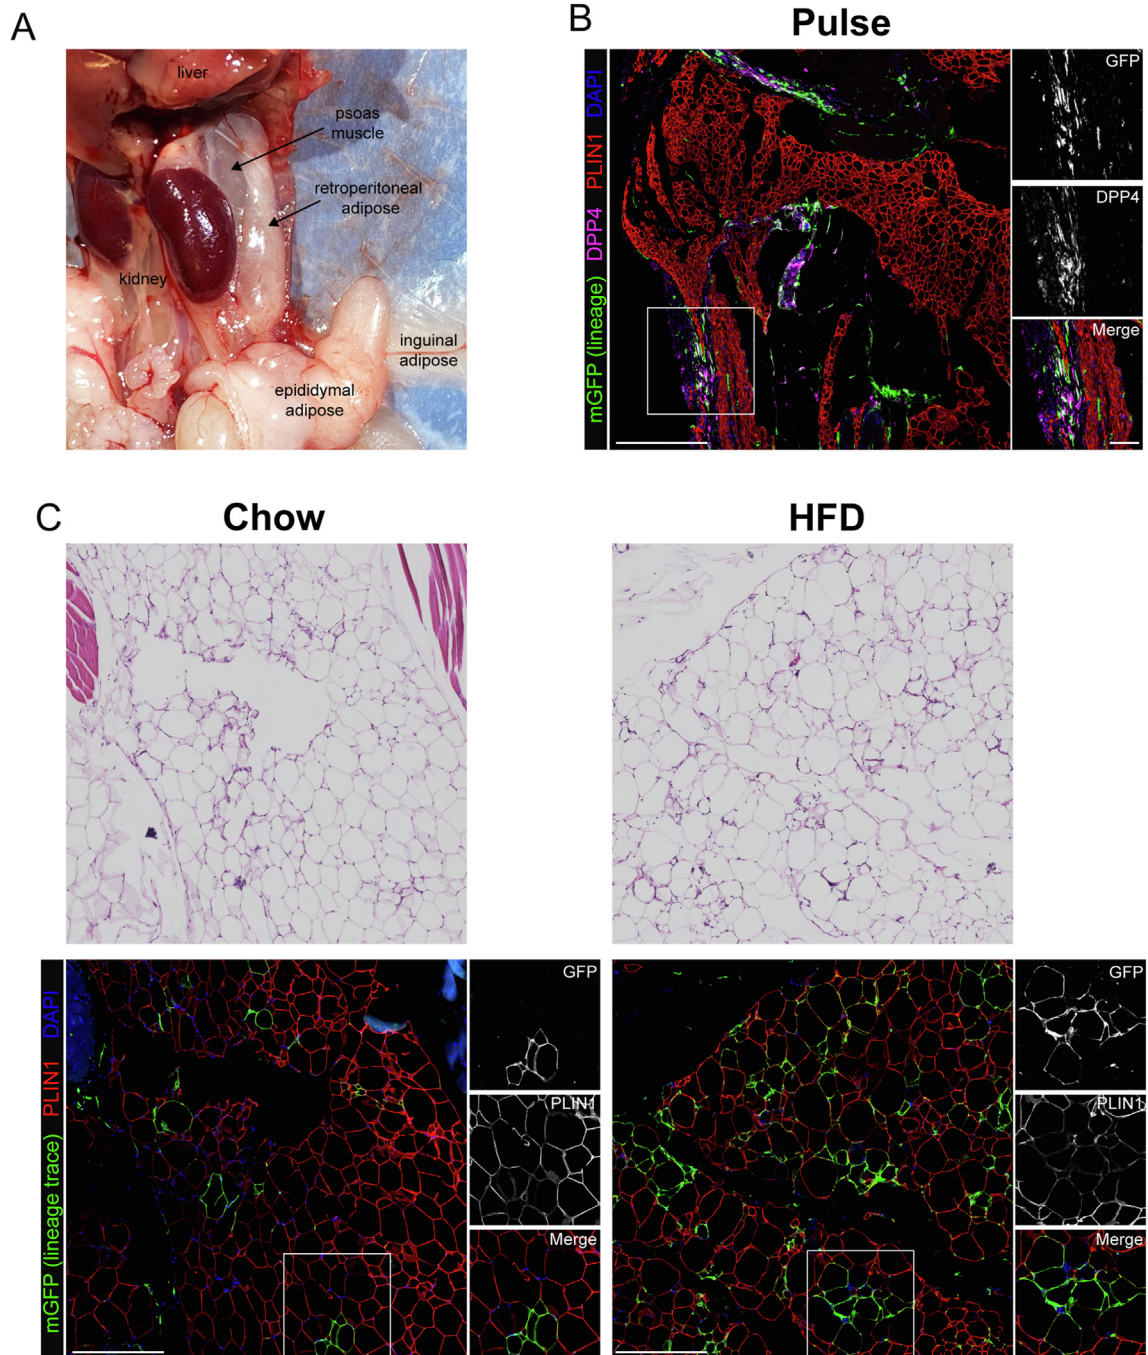 A
liver
psoas
muscle
retroperitoneal
adipose
kidney
inguinal
adipose
epididymal
adipose
B
Pulse
mGFP (lineage) DPP4 PLIN1 DAPI
GFP
DPP4
Merge
C
Chow
HFD
mGFP (lineage trace) PLIN1 DAPI
GFP
PLIN1
Merge
GFP
PLIN1
Merge